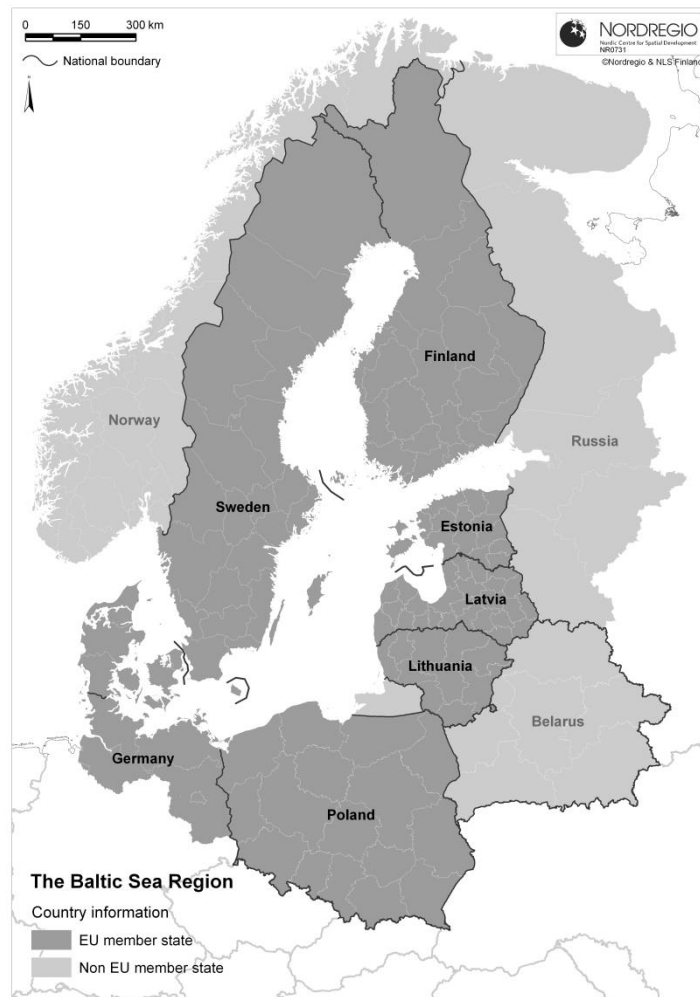 0 150 300 km
National boundary
NORDREGIO
Nordic Centre for Spatial Development
NR0731
©Nordregio & NLS Finland
Finland
Norway
Russia
Sweden
Estonia
Latvia
Lithuania
Belarus
Germany
Poland
The Baltic Sea Region
Country information
EU member state
Non EU member state